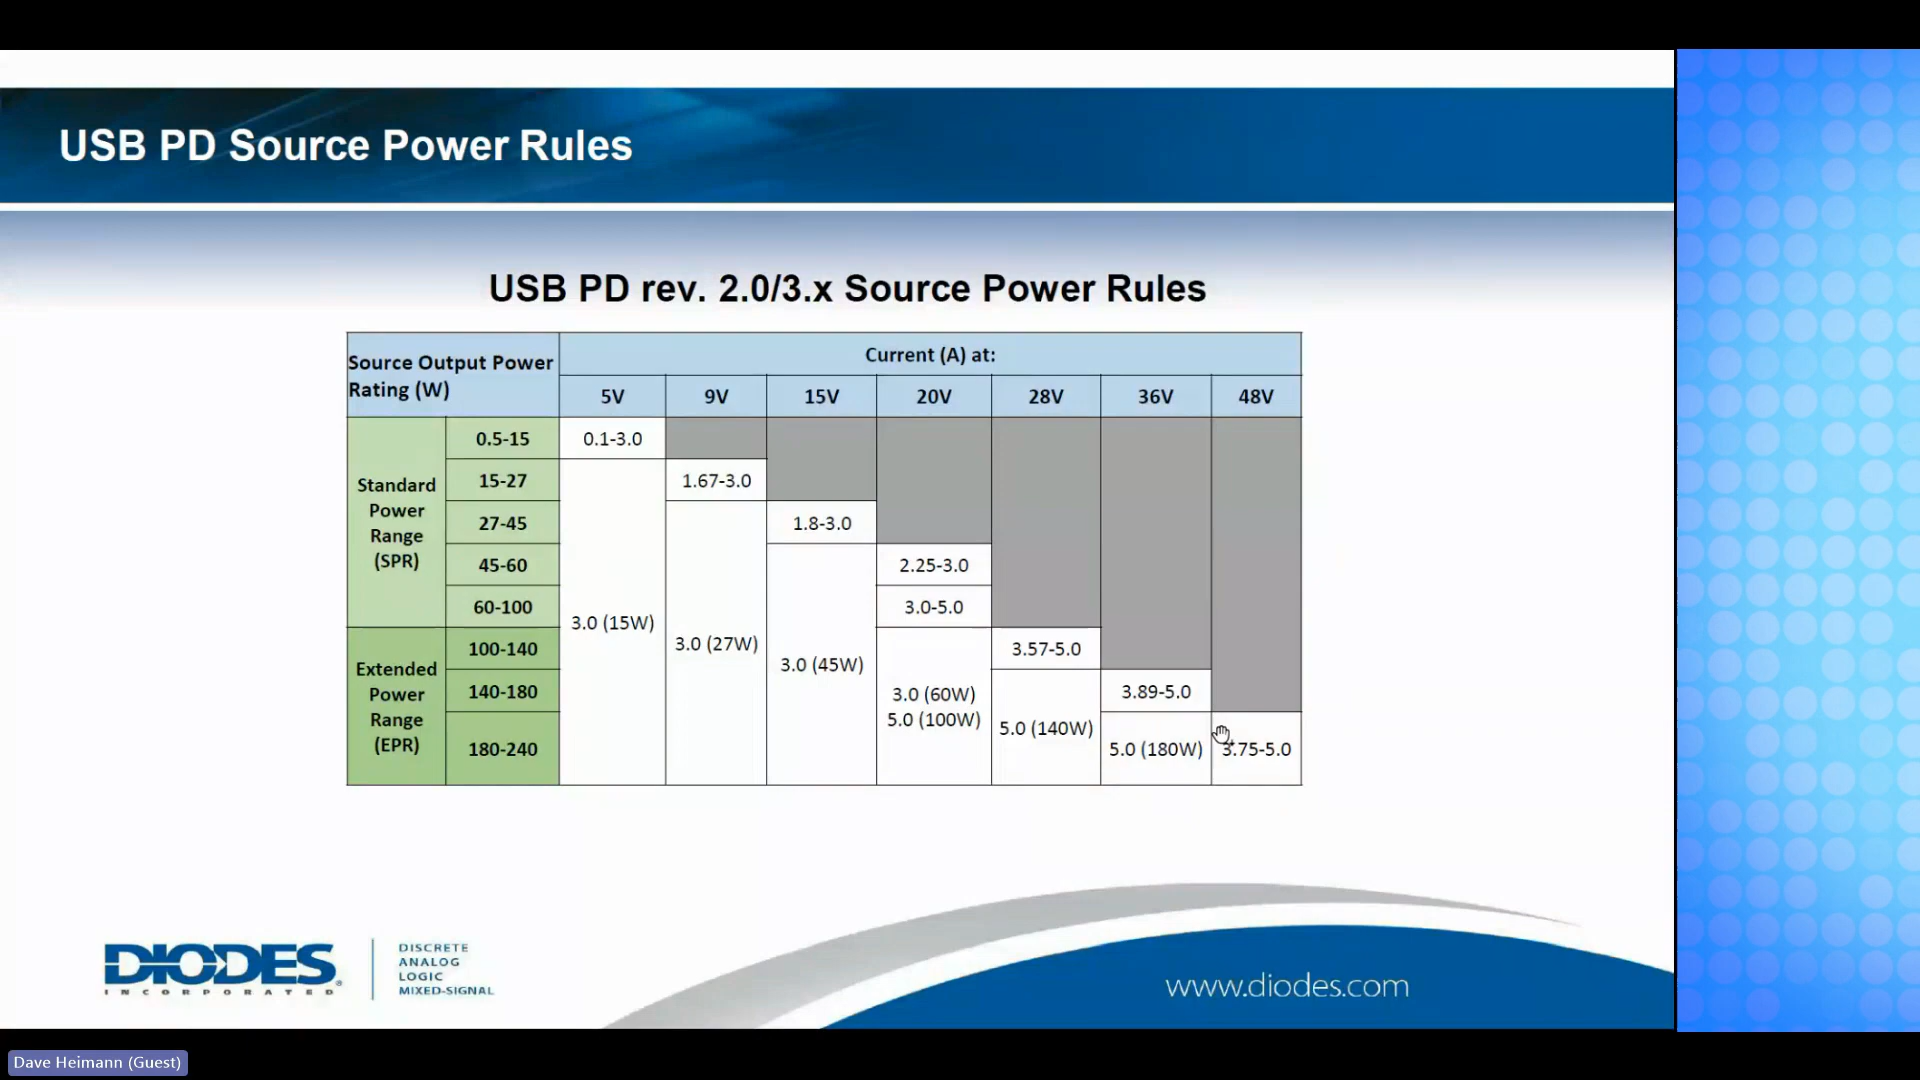 USB PD Source Power Rules
USB PD rev. 2.0/3.x Source Power Rules
Source Output Power
Rating (W)
Current (A) at:
5V 9V 15V 20V 28V 36V 48V
Standard
Power
Range
(SPR)
0.5-15 0.1-3.0
15-27 1.67-3.0
27-45 1.8-3.0
45-60 2.25-3.0
60-100 3.0-5.0
3.0 (15W)
3.0 (27W)
3.0 (45W)
Extended
Power
Range
(EPR)
100-140 3.57-5.0
140-180 3.89-5.0
3.0 (60W)
5.0 (100W)
5.0 (140W)
180-240 5.0 (180W) 3.75-5.0
DIODES
INCORPORATED
DISCRETE
ANALOG
LOGIC
MIXED-SIGNAL
www.diodes.com
Dave Heimann (Guest)